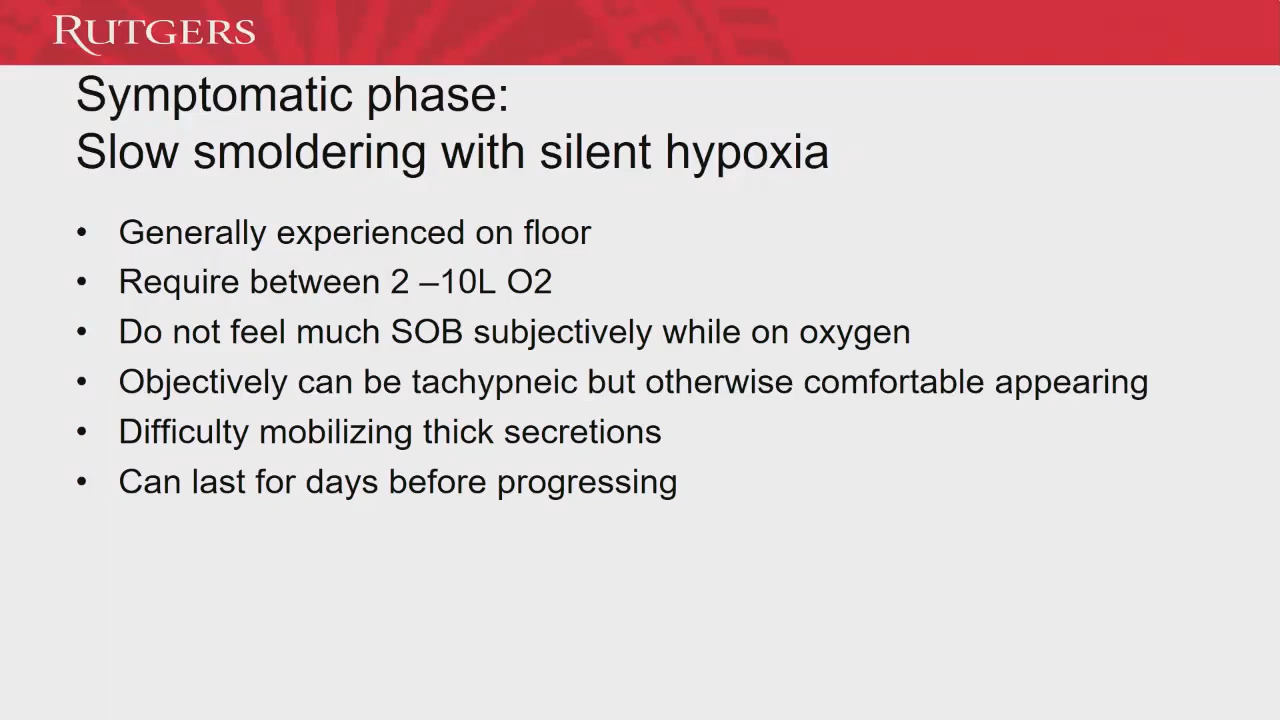 RUTGERS
Symptomatic phase:
Slow smoldering with silent hypoxia
• Generally experienced on floor
• Require between 2 –10L O2
• Do not feel much SOB subjectively while on oxygen
• Objectively can be tachypneic but otherwise comfortable appearing
• Difficulty mobilizing thick secretions
• Can last for days before progressing